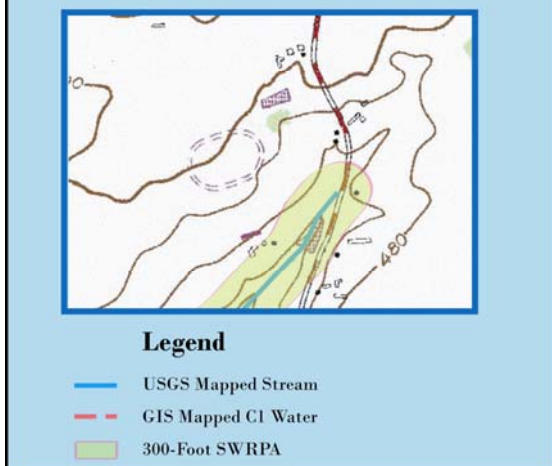 480
Legend
USGS Mapped Stream
GIS Mapped C1 Water
300-Foot SWRPA